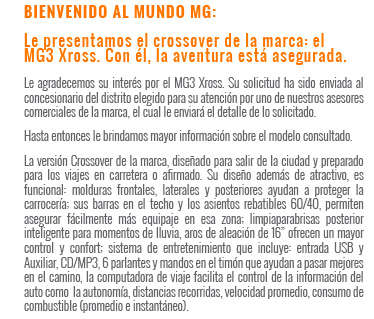 BIENVENIDO AL MUNDO MG:
Le presentamos el crossover de la marca: el
MG3 Xross. Con él, la aventura está asegurada.
Le agradecemos su interés por el MG3 Xross. Su solicitud ha sido enviada al
concesionario del distrito elegido para su atención por uno de nuestros asesores
comerciales de la marca, el cual le enviará el detalle de lo solicitado.
Hasta entonces le brindamos mayor información sobre el modelo consultado.
La versión Crossover de la marca, diseñado para salir de la ciudad y preparado
para los viajes en carretera o afirmado. Su diseño además de atractivo, es
funcional: molduras frontales, laterales y posteriores ayudan a proteger la
carrocería; sus barras en el techo y los asientos rebatibles 60/40, permiten
asegurar fácilmente más equipaje en esa zona; limpiaparabrisas posterior
inteligente para momentos de lluvia, aros de aleación de 16” ofrecen un mayor
control y confort; sistema de entretenimiento que incluye: entrada USB y
Auxiliar, CD/MP3, 6 parlantes y mandos en el timón que ayudan a pasar mejores
en el camino, la computadora de viaje facilita el control de la información del
auto como la autonomía, distancias recorridas, velocidad promedio, consumo de
combustible (promedio e instantáneo).